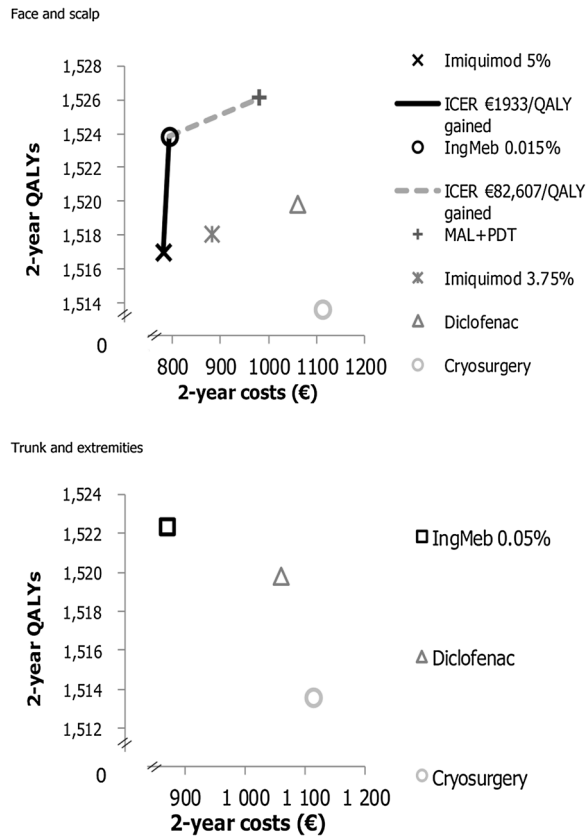 Face and scalp
2-year QALYs
1,528
1,526
1,524
1,522
1,520
1,518
1,516
1,514
0
800 900 1000 1100 1200
2-year costs (€)
Imiquimod 5%
ICER €1933/QALY
gained
IngMeb 0.015%
ICER €82,607/QALY
gained
MAL+PDT
Imiquimod 3.75%
Diclofenac
Cryosurgery
Trunk and extremities
2-year QALYs
1,524
1,522
1,520
1,518
1,516
1,514
1,512
0
900 1 000 1 100 1 200
2-year costs (€)
IngMeb 0.05%
Diclofenac
Cryosurgery